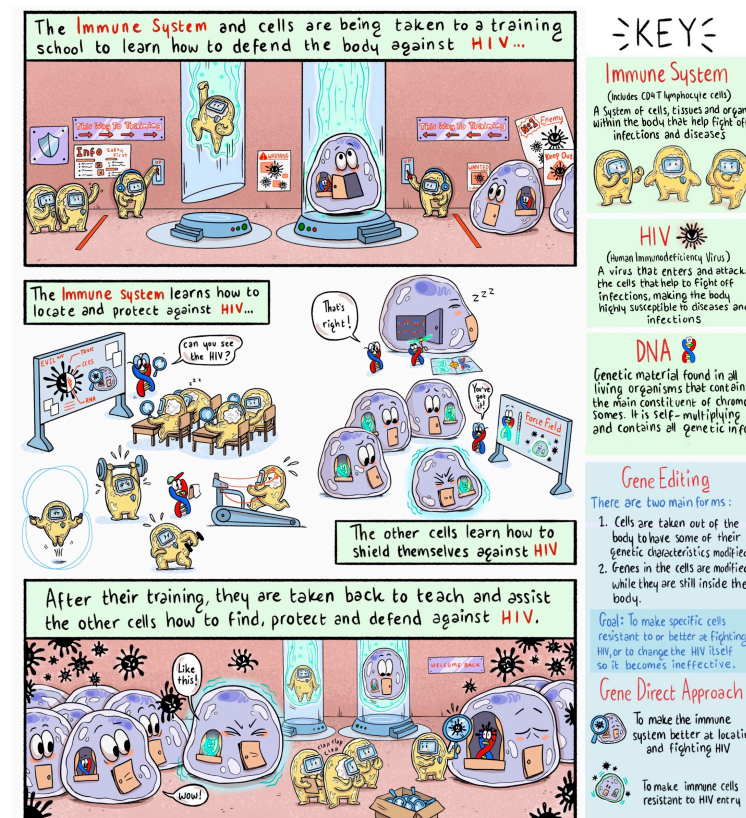 The Immune System and cells are being taken to a training
school to learn how to defend the body against HIV...
This Way To Training
This Way To Training
Info
Safety
First
UP
WARNING
UP
WANTED
No.1 Enemy
Keep Out
The Immune System learns how to
locate and protect against HIV...
EVIL HIV
CCR5
RNA
can you see
the HIV?
zzz
That's
right!
zzz
You've
got
it!
Force Field
The other cells learn how to
shield themselves against HIV
After their training, they are taken back to teach and assist
the other cells how to find, protect and defend against HIV.
Like
this!
WELCOME BACK
clap clap
clap
wow!
KEY
Immune System
(Includes CD4T lymphocyte cells)
A System of cells, tissues and organ
within the body that help fight off
infections and diseases
HIV
(Human Immunodeficiency Virus)
A virus that enters and attack
the cells that help to fight off
infections, making the body
highly susceptible to diseases and
infections
DNA
Genetic material found in all
living organisms that contain
the main constituent of chromo
somes. It is self-multiplying
and contains all genetic info
Gene Editing
There are two main forms:
1. Cells are taken out of the
body to have some of their
genetic characteristics modified
2. Genes in the cells are modified
while they are still inside the
body.
Goal: To make specific cells
resistant to or better at fighting
HIV, or to change the HIV itself
so it becomes ineffective.
Gene Direct Approach
To make the immune
system better at locati
and fighting HIV
To make immune cells
resistant to HIV entry